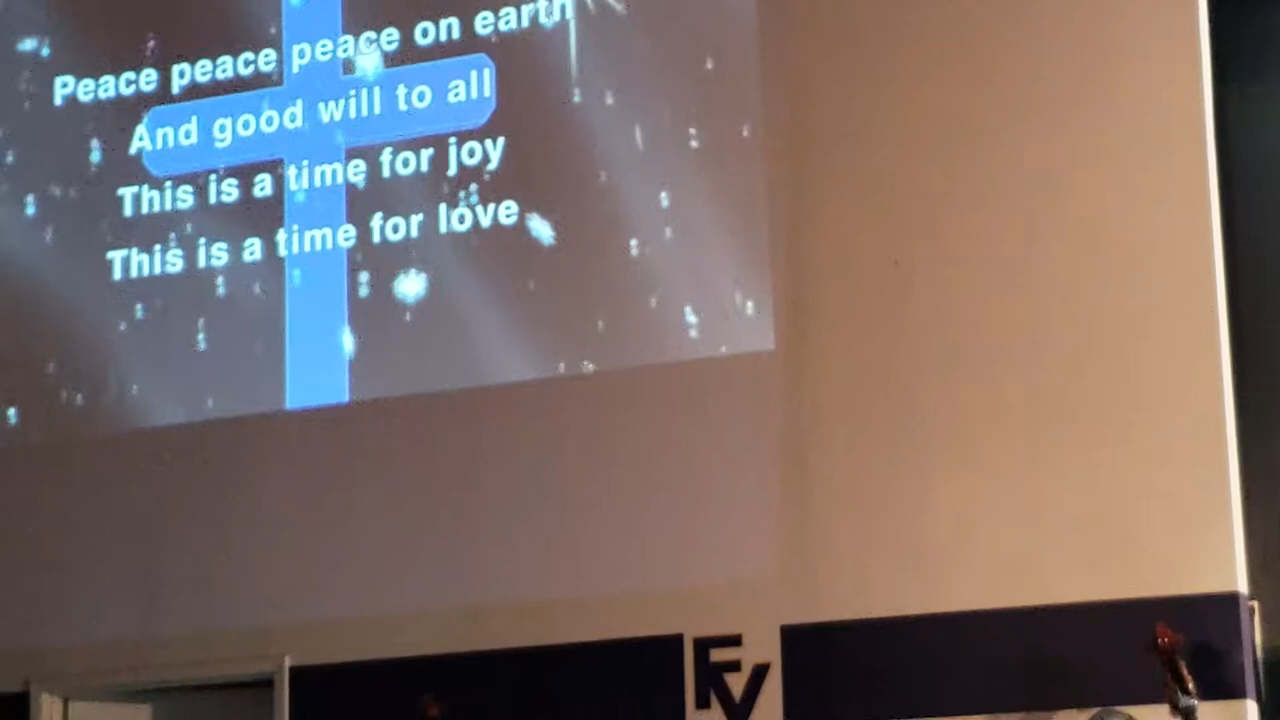 Peace peace peace on earth
And good will to all
This is a time for joy
This is a time for love
FV